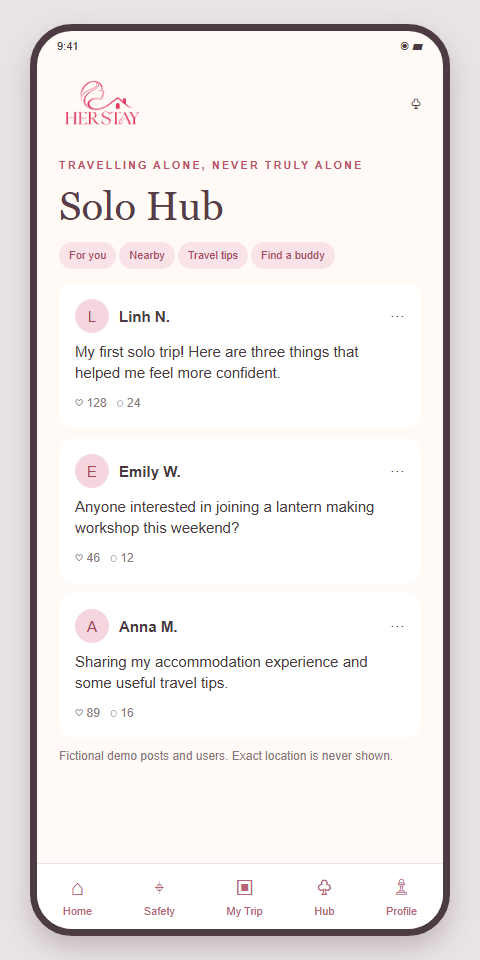 9:41
HER STAY
TRAVELLING ALONE, NEVER TRULY ALONE
Solo Hub
For you Nearby Travel tips Find a buddy
L Linh N. ...
My first solo trip! Here are three things that
helped me feel more confident.
♡ 128 ○ 24
E Emily W. ...
Anyone interested in joining a lantern making
workshop this weekend?
♡ 46 ○ 12
A Anna M. ...
Sharing my accommodation experience and
some useful travel tips.
♡ 89 ○ 16
Fictional demo posts and users. Exact location is never shown.
Home Safety My Trip Hub Profile